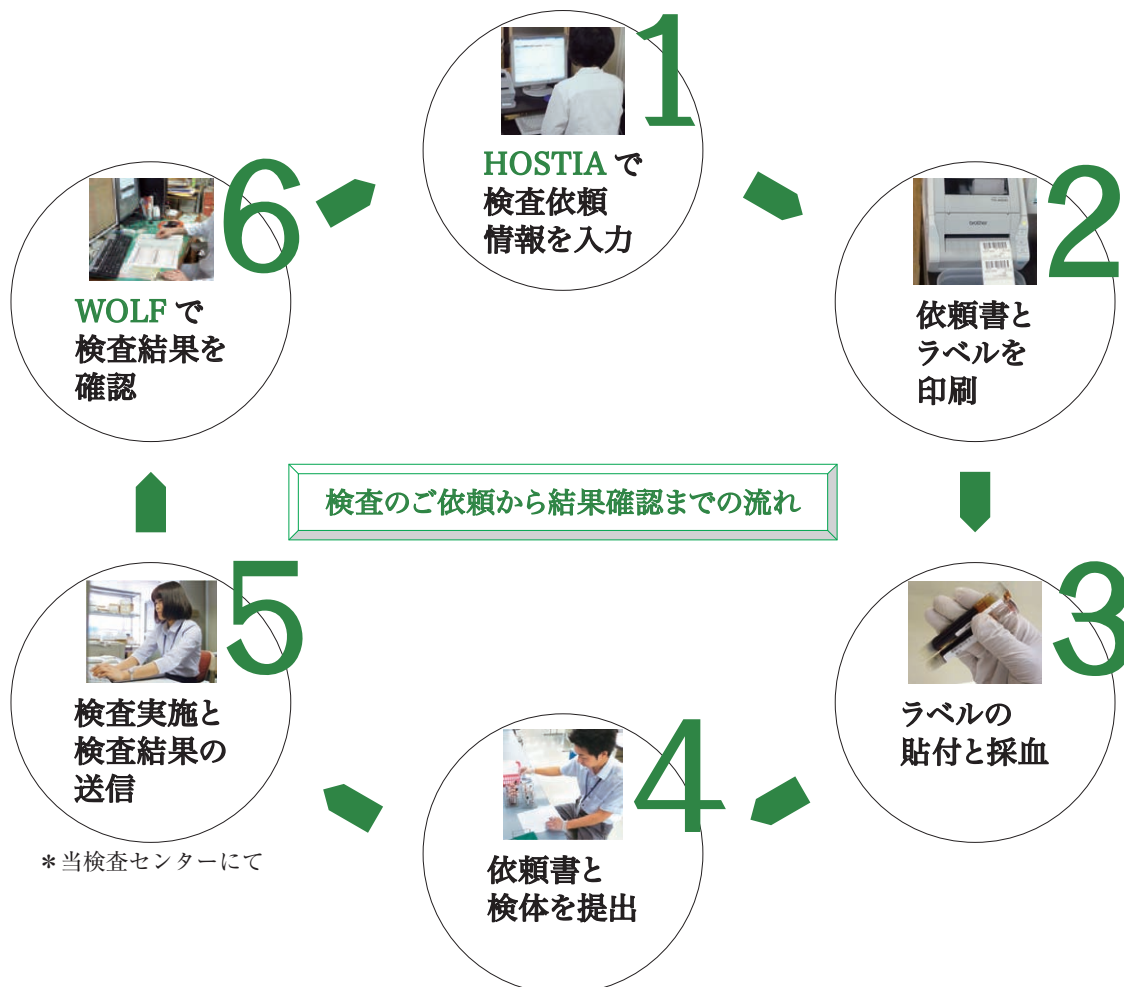 1
HOSTIA で
検査依頼
情報を入力
2
brother
依頼書と
ラベルを
印刷
3
ラベルの
貼付と採血
4
依頼書と
検体を提出
5
検査実施と
検査結果の
送信
＊当検査センターにて
6
WOLF で
検査結果を
確認
検査のご依頼から結果確認までの流れ